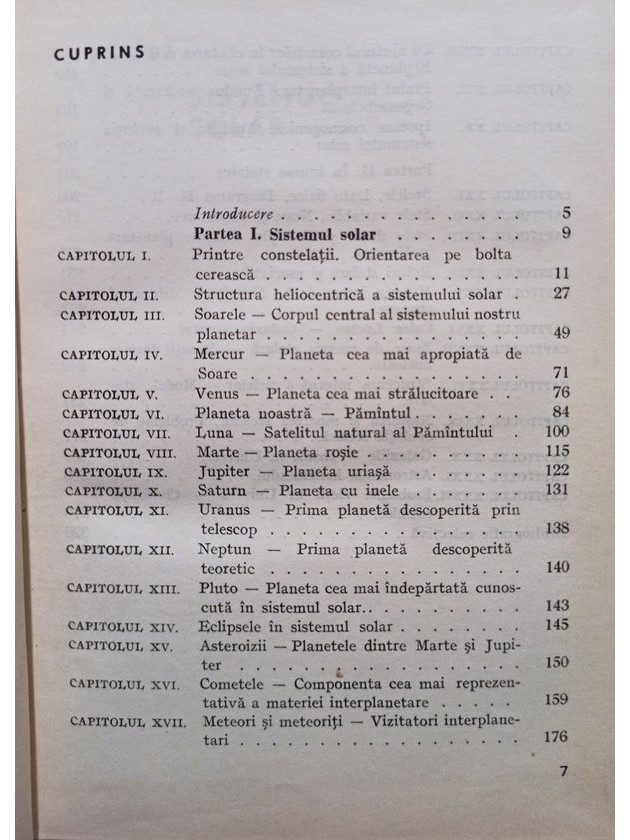 CUPRINS
Introducere . . . . . . . . . . . . . 5
Partea I. Sistemul solar . . . . . . . . 9
CAPITOLUL I. Printre constelații. Orientarea pe bolta
cerească . . . . . . . . . . . . . . 11
CAPITOLUL II. Structura heliocentrică a sistemului solar . 27
CAPITOLUL III. Soarele — Corpul central al sistemului nostru
planetar . . . . . . . . . . . . . . 49
CAPITOLUL IV. Mercur — Planeta cea mai apropiată de
Soare . . . . . . . . . . . . . . . 71
CAPITOLUL V. Venus — Planeta cea mai strălucitoare . . 76
CAPITOLUL VI. Planeta noastră — Pămîntul . . . . . . 84
CAPITOLUL VII. Luna — Satelitul natural al Pămîntului . 100
CAPITOLUL VIII. Marte — Planeta roșie . . . . . . . . 115
CAPITOLUL IX. Jupiter — Planeta uriașă . . . . . . . 122
CAPITOLUL X. Saturn — Planeta cu inele . . . . . . . 131
CAPITOLUL XI. Uranus — Prima planetă descoperită prin
telescop . . . . . . . . . . . . . . 138
CAPITOLUL XII. Neptun — Prima planetă descoperită
teoretic . . . . . . . . . . . . . . 140
CAPITOLUL XIII. Pluto — Planeta cea mai îndepărtată cunos-
cută în sistemul solar. . . . . . . . . . 143
CAPITOLUL XIV. Eclipsele în sistemul solar . . . . . . . . 145
CAPITOLUL XV. Asteroizii — Planetele dintre Marte și Jupi-
ter . . . . . . . . . . . . . . . . 150
CAPITOLUL XVI. Cometele — Componenta cea mai reprezen-
tativă a materiei interplanetare . . . . . 159
CAPITOLUL XVII. Meteori și meteoriți — Vizitatori interplane-
tari . . . . . . . . . . . . . . . . 176
7